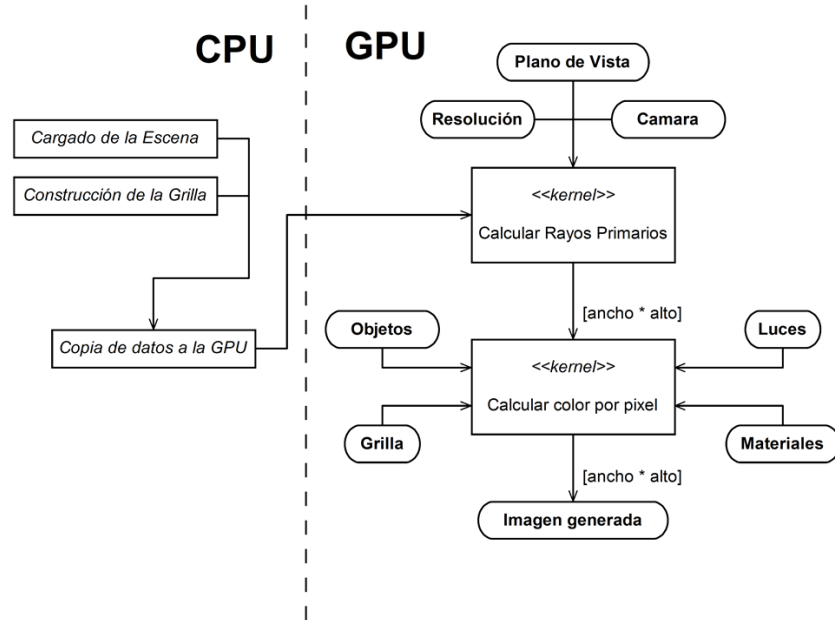 CPU
GPU
Plano de Vista
Resolución
Camara
Cargado de la Escena
Construcción de la Grilla
<<kernel>>
Calcular Rayos Primarios
[ancho * alto]
Copia de datos a la GPU
Objetos
Luces
<<kernel>>
Calcular color por pixel
Grilla
Materiales
[ancho * alto]
Imagen generada